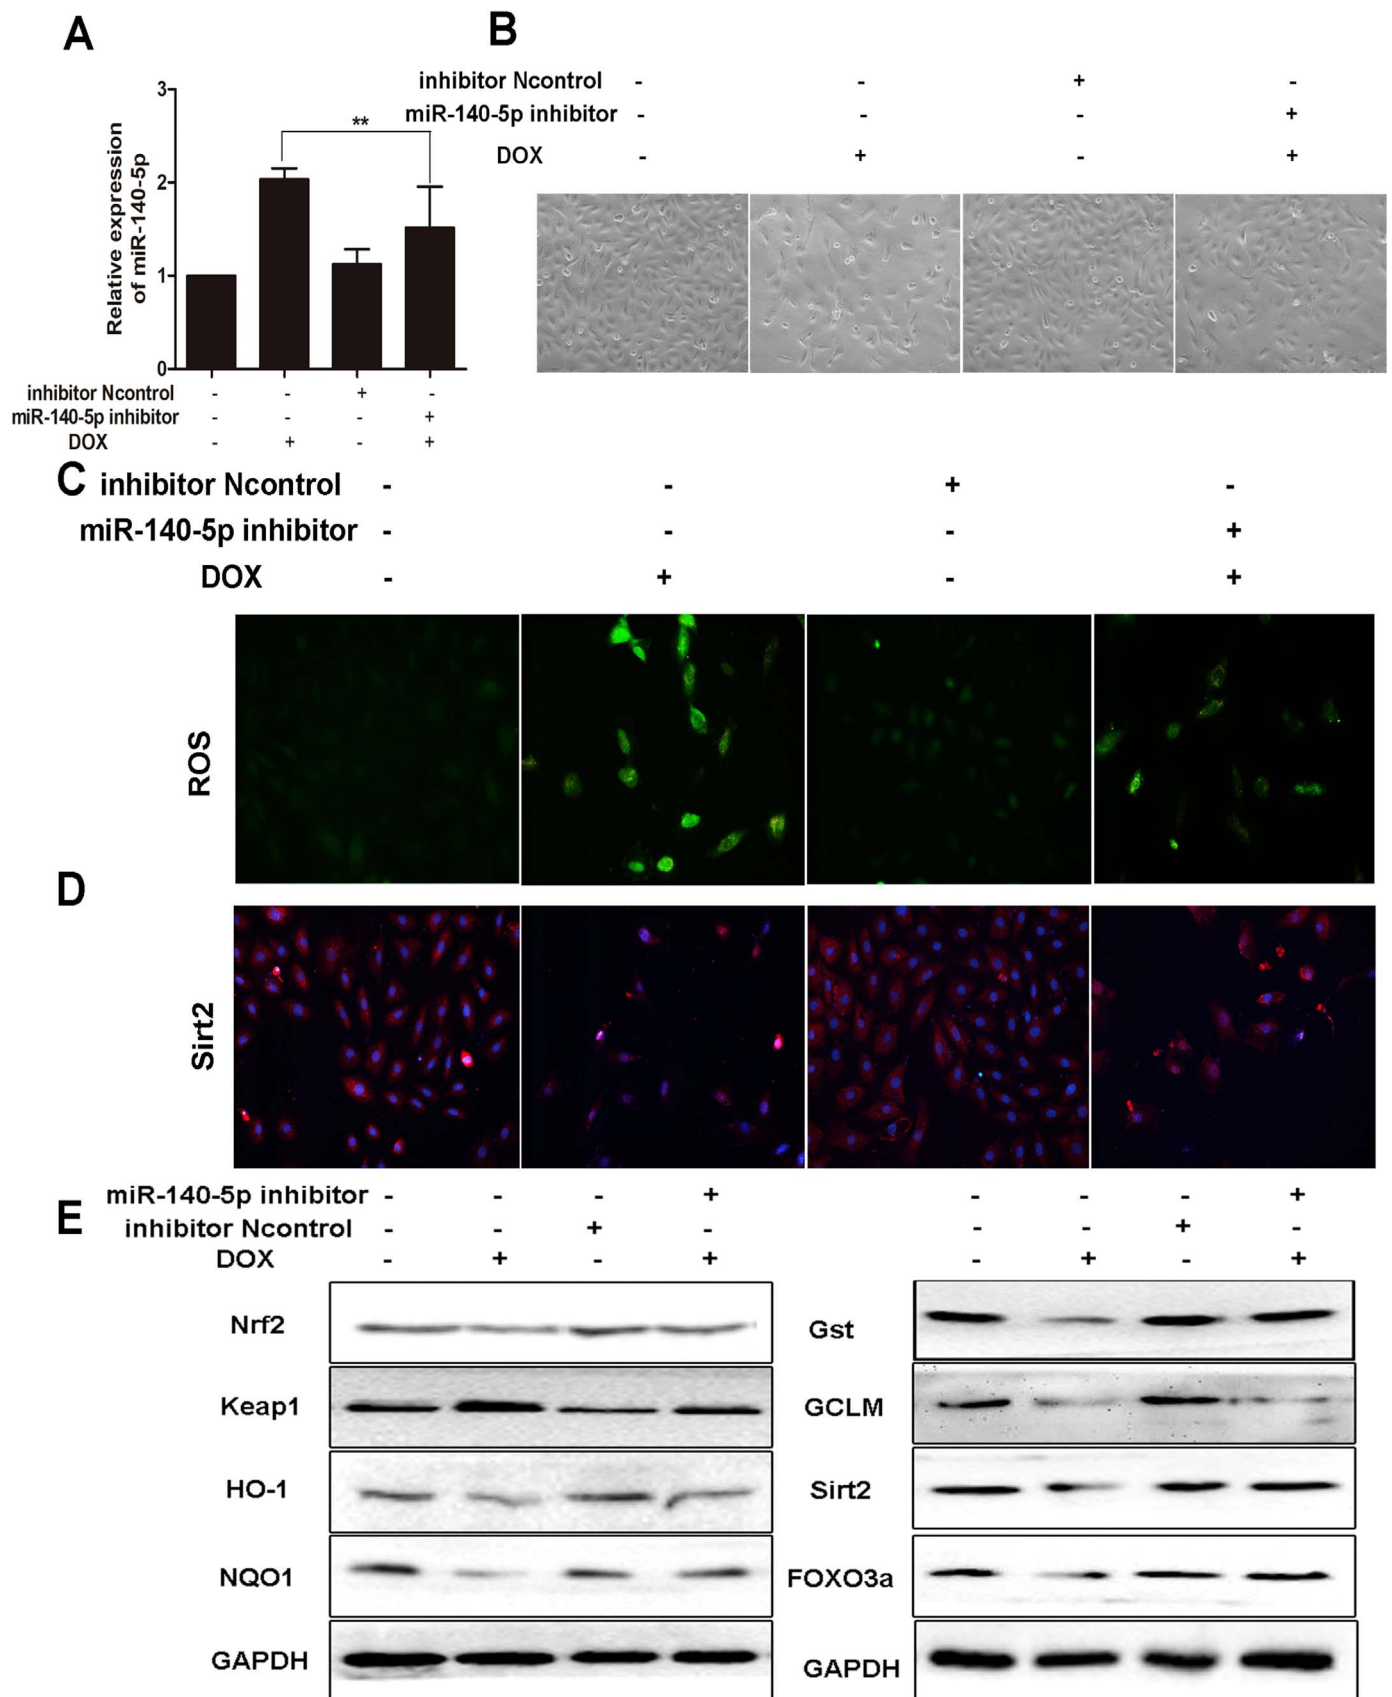 A
Relative expression
of miR-140-5p
3
2
1
0
**
inhibitor Ncontrol - - + -
miR-140-5p inhibitor - - - +
DOX - + - +
B
inhibitor Ncontrol - - + -
miR-140-5p inhibitor - - - +
DOX - + - +
C
inhibitor Ncontrol - - + -
miR-140-5p inhibitor - - - +
DOX - + - +
ROS
D
Sirt2
E
miR-140-5p inhibitor - - - +
inhibitor Ncontrol - - + -
DOX - + - +
Nrf2
Keap1
HO-1
NQO1
GAPDH
- - - +
- - + -
- + - +
Gst
GCLM
Sirt2
FOXO3a
GAPDH